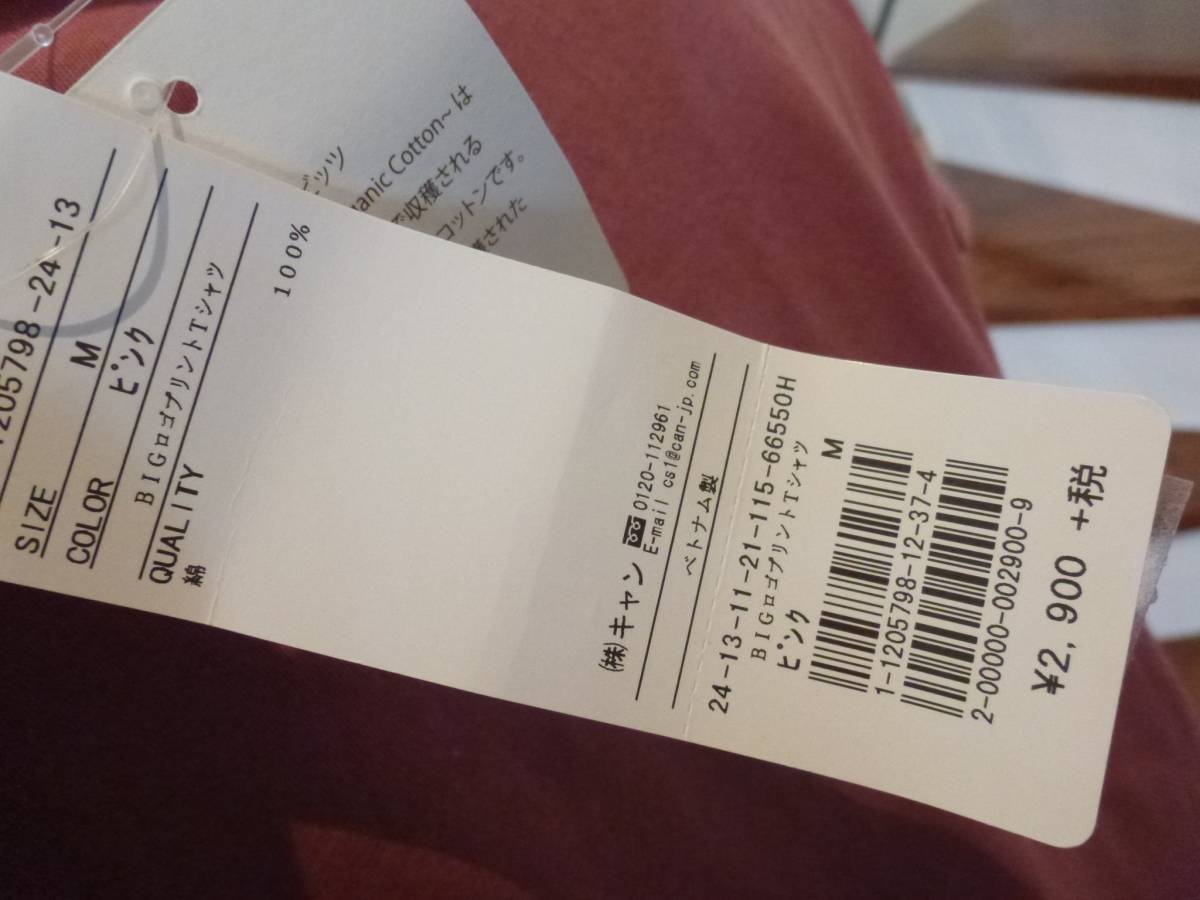 1205798-24-13
SIZE M
COLOR ピンク
BIGロゴプリントTシャツ
QUALITY
綿 100%
㈱キャン 0120-112961
E-mail cs1@can-jp.com
ベトナム製
24-13-11-21-115-66550H
BIGロゴプリントTシャツ
ピンク M
1-1205798-12-37-4
2-00000-002900-9
¥2,900 +税
Cotton~は
収穫される
コットンです。
された